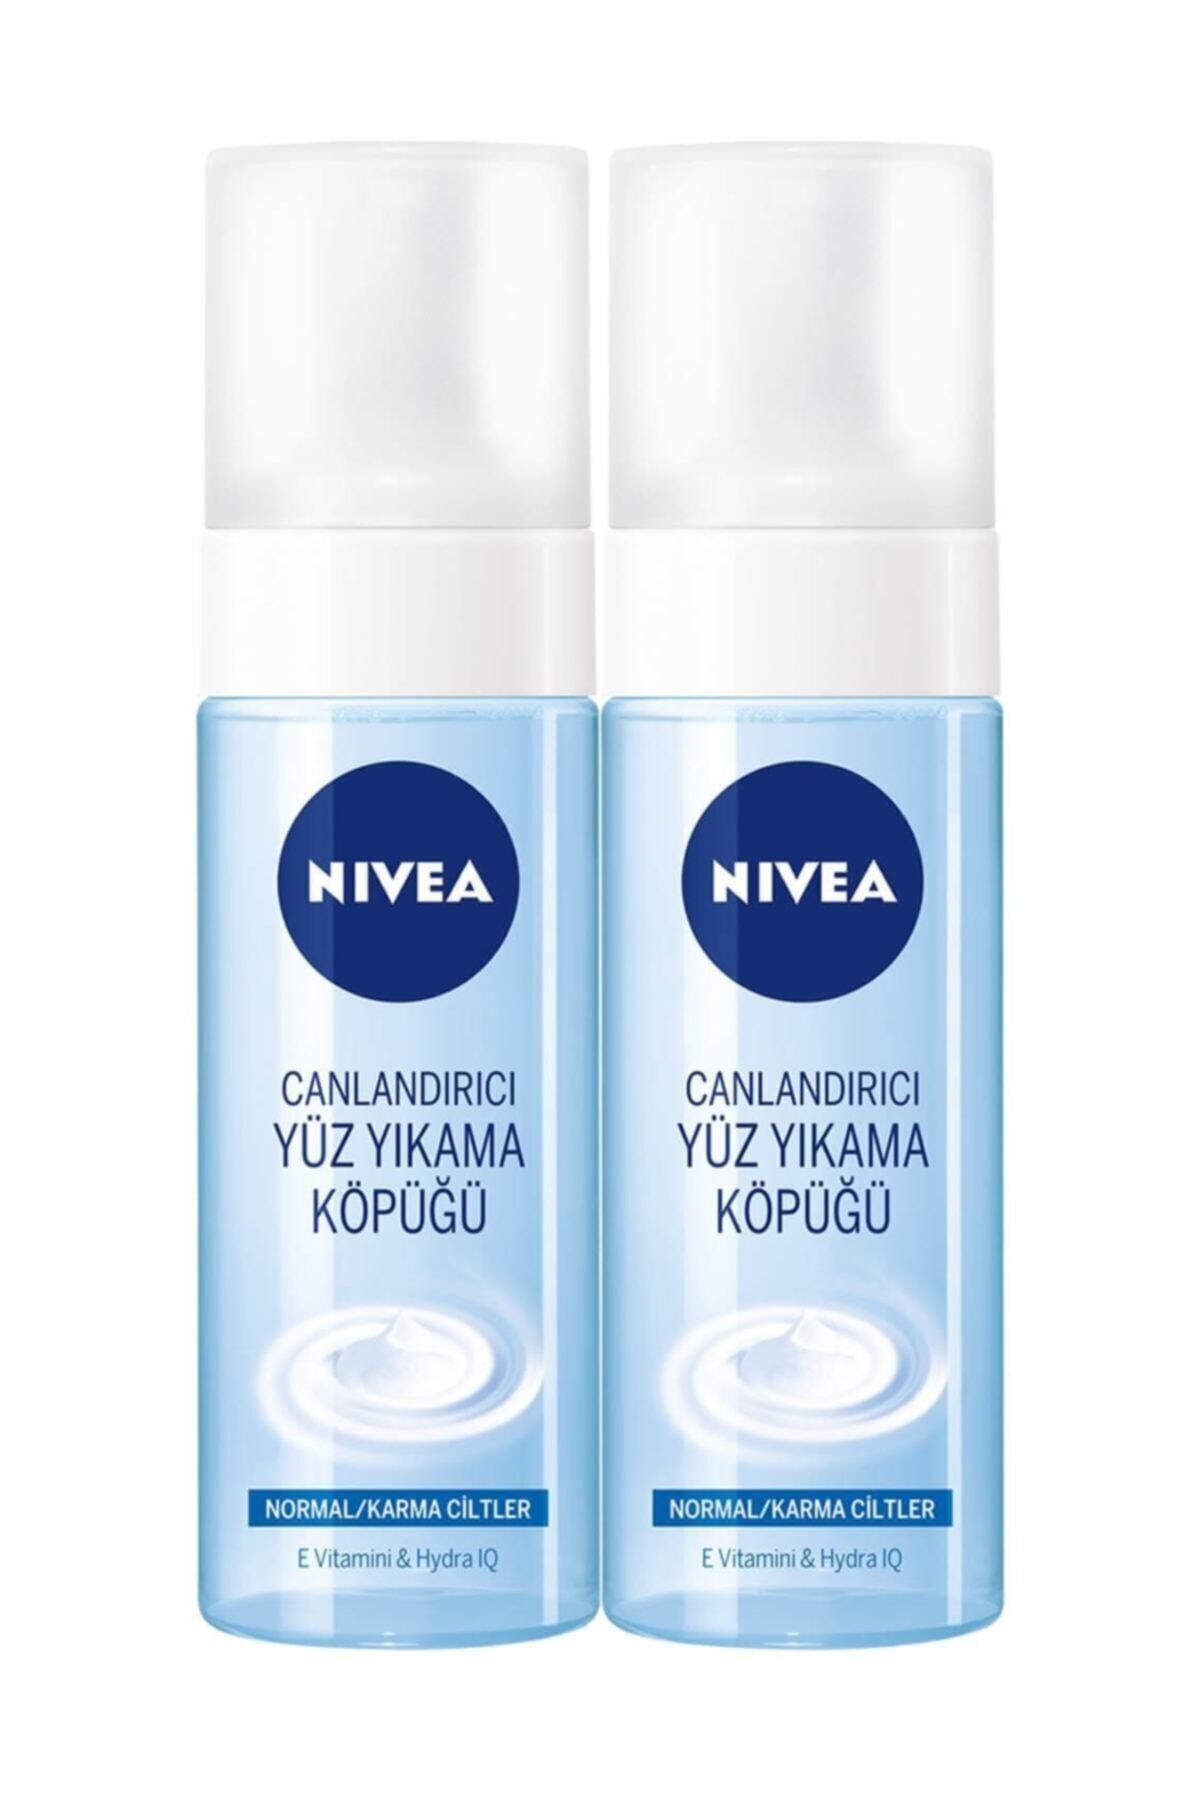 NIVEA
CANLANDIRICI
YÜZ YIKAMA
KÖPÜĞÜ
NORMAL/KARMA CİLTLER
E Vitamini & Hydra IQ
NIVEA
CANLANDIRICI
YÜZ YIKAMA
KÖPÜĞÜ
NORMAL/KARMA CİLTLER
E Vitamini & Hydra IQ